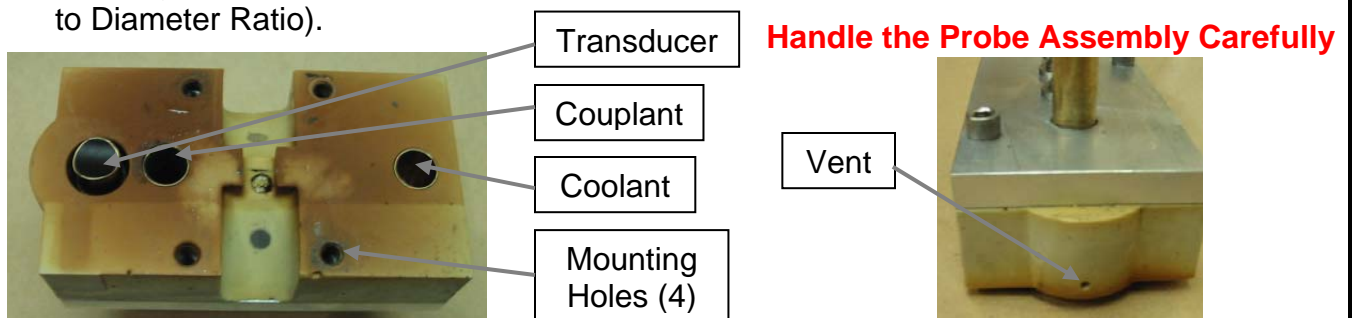 to Diameter Ratio).
Handle the Probe Assembly Carefully
Transducer
Couplant
Coolant
Mounting
Holes (4)
Vent